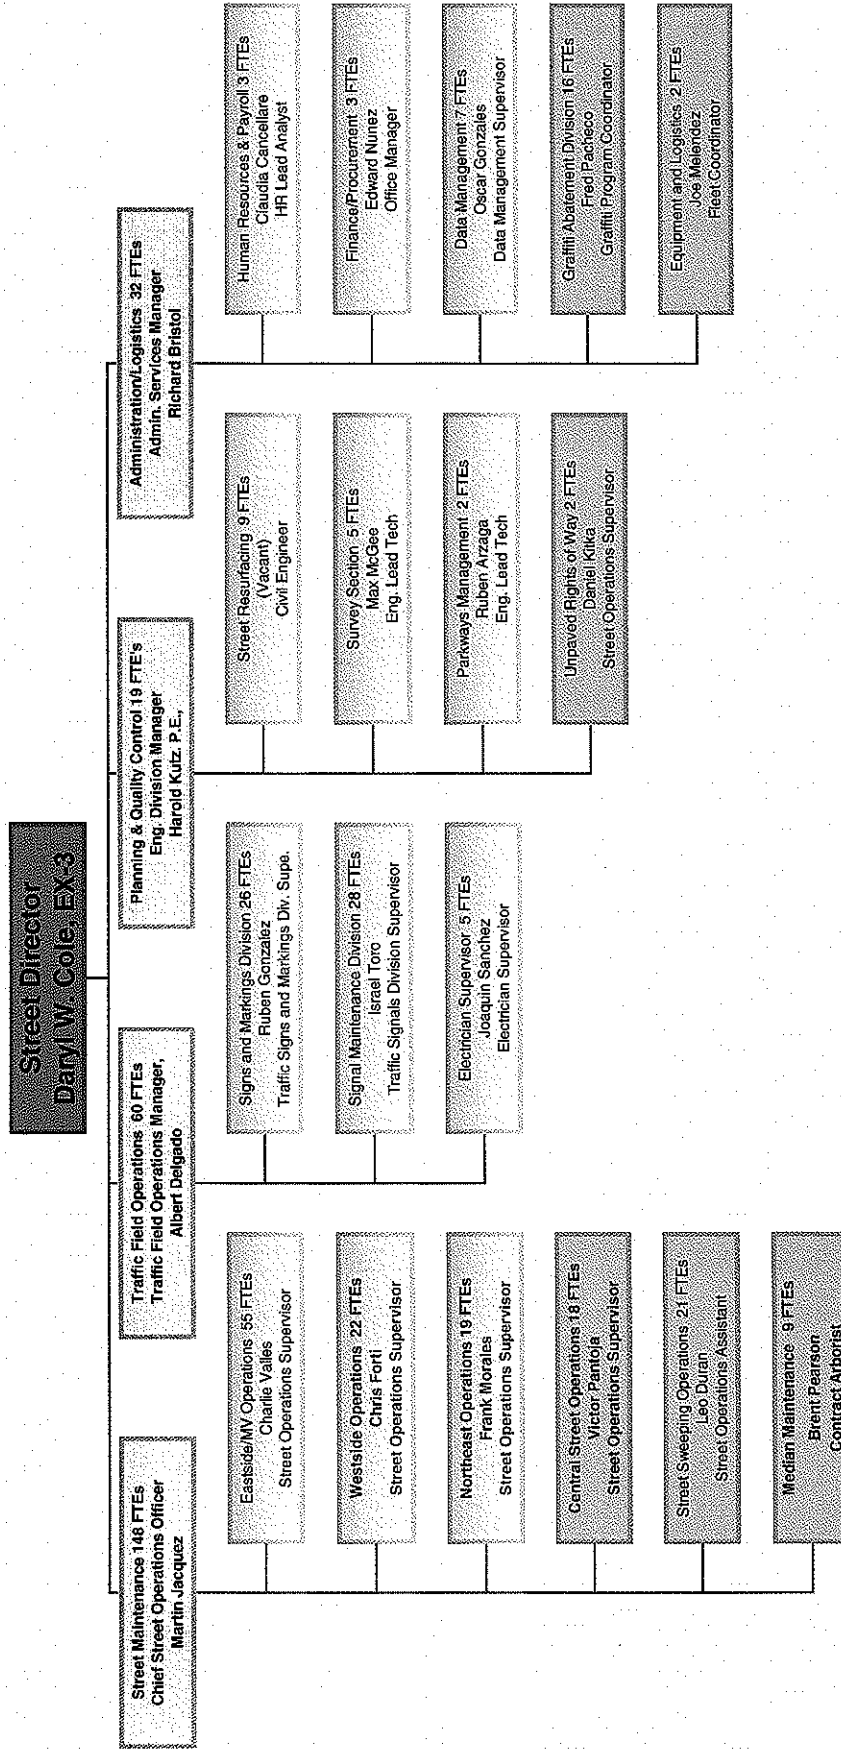 Street Director
Daryl W. Cole, EX-3
Street Maintenance 148 FTEs
Chief Street Operations Officer
Martin Jacquez
Eastside/MV Operations 55 FTEs
Charlie Valles
Street Operations Supervisor
Westside Operations 22 FTEs
Chris Forti
Street Operations Supervisor
Northeast Operations 19 FTEs
Frank Morales
Street Operations Supervisor
Central Street Operations 18 FTEs
Victor Pantoja
Street Operations Supervisor
Street Sweeping Operations 21 FTEs
Leo Duran
Street Operations Assistant
Median Maintenance 9 FTEs
Brent Pearson
Contract Arborist
Traffic Field Operations 60 FTEs
Traffic Field Operations Manager,
Albert Delgado
Signs and Markings Division 26 FTEs
Ruben Gonzalez
Traffic Signs and Markings Div. Supe.
Signal Maintenance Division 28 FTEs
Israel Toro
Traffic Signals Division Supervisor
Electrician Supervisor 5 FTEs
Joaquin Sanchez
Electrician Supervisor
Planning & Quality Control 19 FTE's
Eng. Division Manager
Harold Kutz. P.E.,
Street Resurfacing 9 FTEs
(Vacant)
Civil Engineer
Survey Section 5 FTEs
Max McGee
Eng. Lead Tech
Parkways Management 2 FTEs
Ruben Arzaga
Eng. Lead Tech
Unpaved Rights of Way 2 FTEs
Daniel Kitka
Street Operations Supervisor
Administration/Logistics 32 FTEs
Admin. Services Manager
Richard Bristol
Human Resources & Payroll 3 FTEs
Claudia Cancellare
HR Lead Analyst
Finance/Procurement 3 FTEs
Edward Nunez
Office Manager
Data Management 7 FTEs
Oscar Gonzales
Data Management Supervisor
Graffiti Abatement Division 16 FTEs
Fred Pacheco
Graffiti Program Coordinator
Equipment and Logistics 2 FTEs
Joe Melendez
Fleet Coordinator